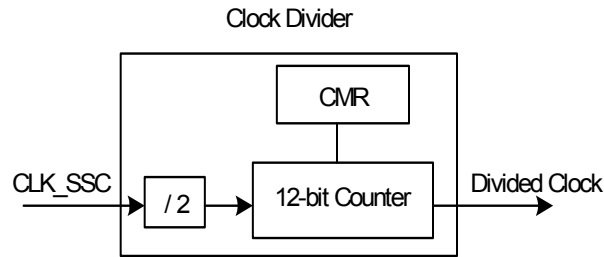 Clock Divider
CMR
CLK_SSC
/ 2
12-bit Counter
Divided Clock